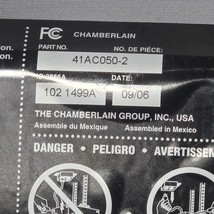 FC CHAMBERLAIN
PART NO. NO. DE PIÈCE:
41AC050-2
DATE:
102 1499A 09/06
THE CHAMBERLAIN GROUP, INC., USA
Assemble du Mexique Assembled in Mexico
DANGER • PELIGRO • AVERTISSEM